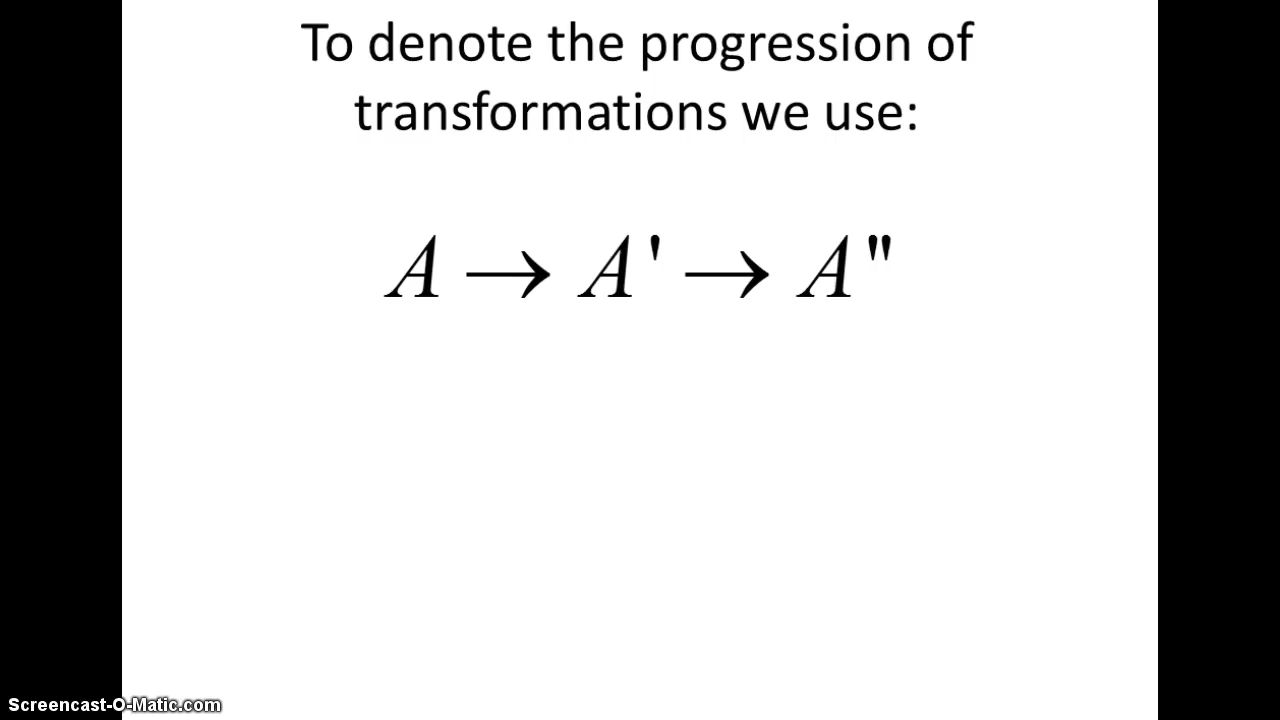 To denote the progression of
transformations we use:
A → A' → A"
Screencast-O-Matic.com